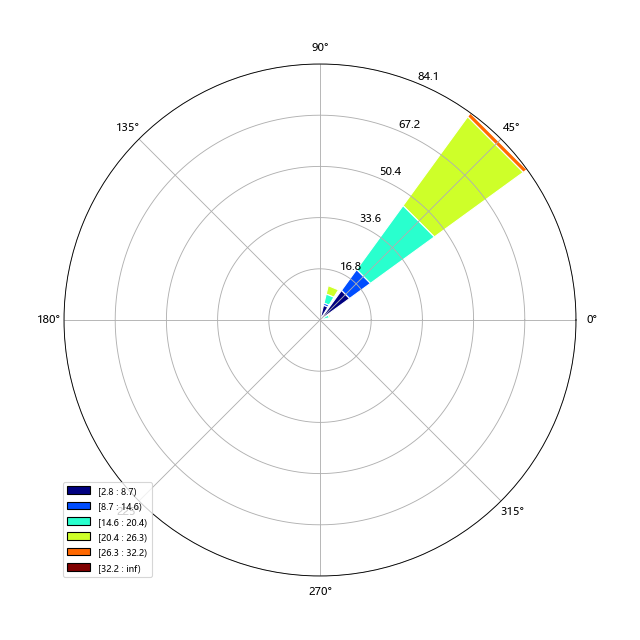 90°
84.1
67.2
45°
135°
50.4
33.6
16.8
180°
0°
[2.8 : 8.7)
[8.7 : 14.6)
225°
[14.6 : 20.4)
315°
[20.4 : 26.3)
[26.3 : 32.2)
[32.2 : inf)
270°